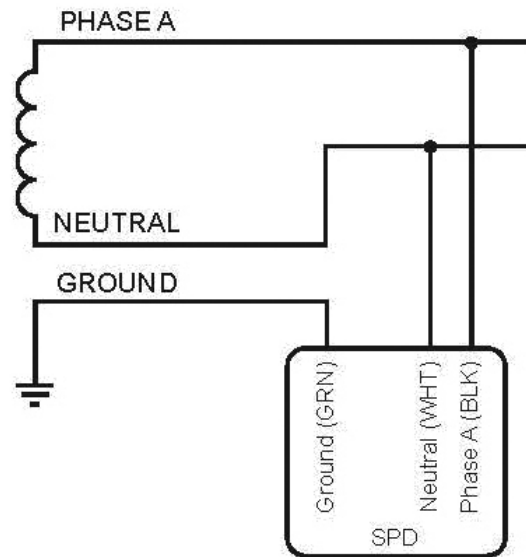 PHASE A
NEUTRAL
GROUND
Ground (GRN)
Neutral (WHT)
Phase A (BLK)
SPD